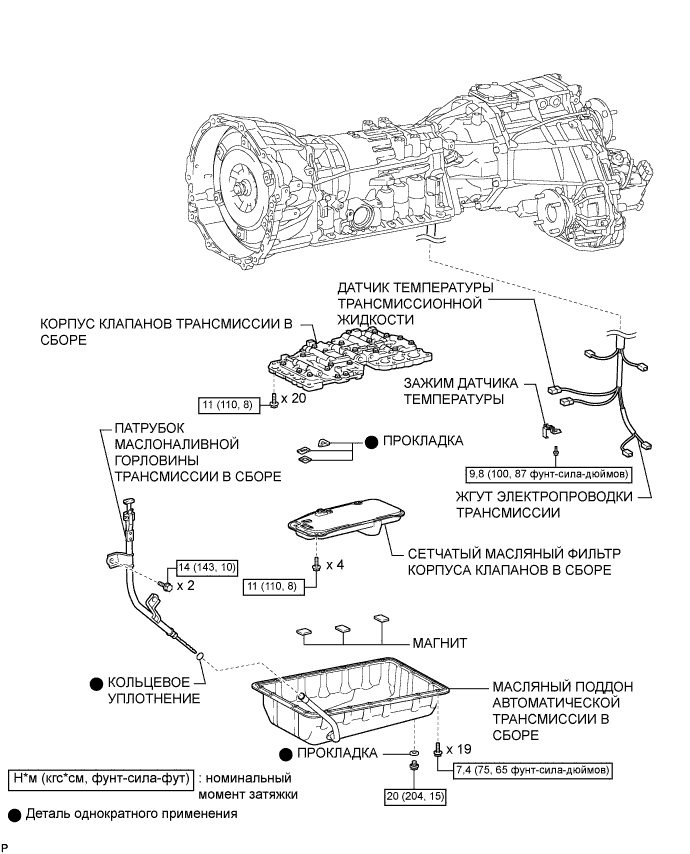 ДАТЧИК ТЕМПЕРАТУРЫ
ТРАНСМИССИОННОЙ
ЖИДКОСТИ
КОРПУС КЛАПАНОВ ТРАНСМИССИИ В
СБОРЕ
ЗАЖИМ ДАТЧИКА
ТЕМПЕРАТУРЫ
11 (110, 8)
x 20
ПАТРУБОК
МАСЛОНАЛИВНОЙ
ГОРЛОВИНЫ
ТРАНСМИССИИ В СБОРЕ
ПРОКЛАДКА
9,8 (100, 87 фунт-сила-дюймов)
ЖГУТ ЭЛЕКТРОПРОВОДКИ
ТРАНСМИССИИ
СЕТЧАТЫЙ МАСЛЯНЫЙ ФИЛЬТР
КОРПУСА КЛАПАНОВ В СБОРЕ
14 (143, 10)
x 2
x 4
11 (110, 8)
МАГНИТ
КОЛЬЦЕВОЕ
УПЛОТНЕНИЕ
МАСЛЯНЫЙ ПОДДОН
АВТОМАТИЧЕСКОЙ
ТРАНСМИССИИ В
СБОРЕ
ПРОКЛАДКА
x 19
7,4 (75, 65 фунт-сила-дюймов)
20 (204, 15)
Н*м (кгс*см, фунт-сила-фут) : номинальный
момент затяжки
Деталь однократного применения
P